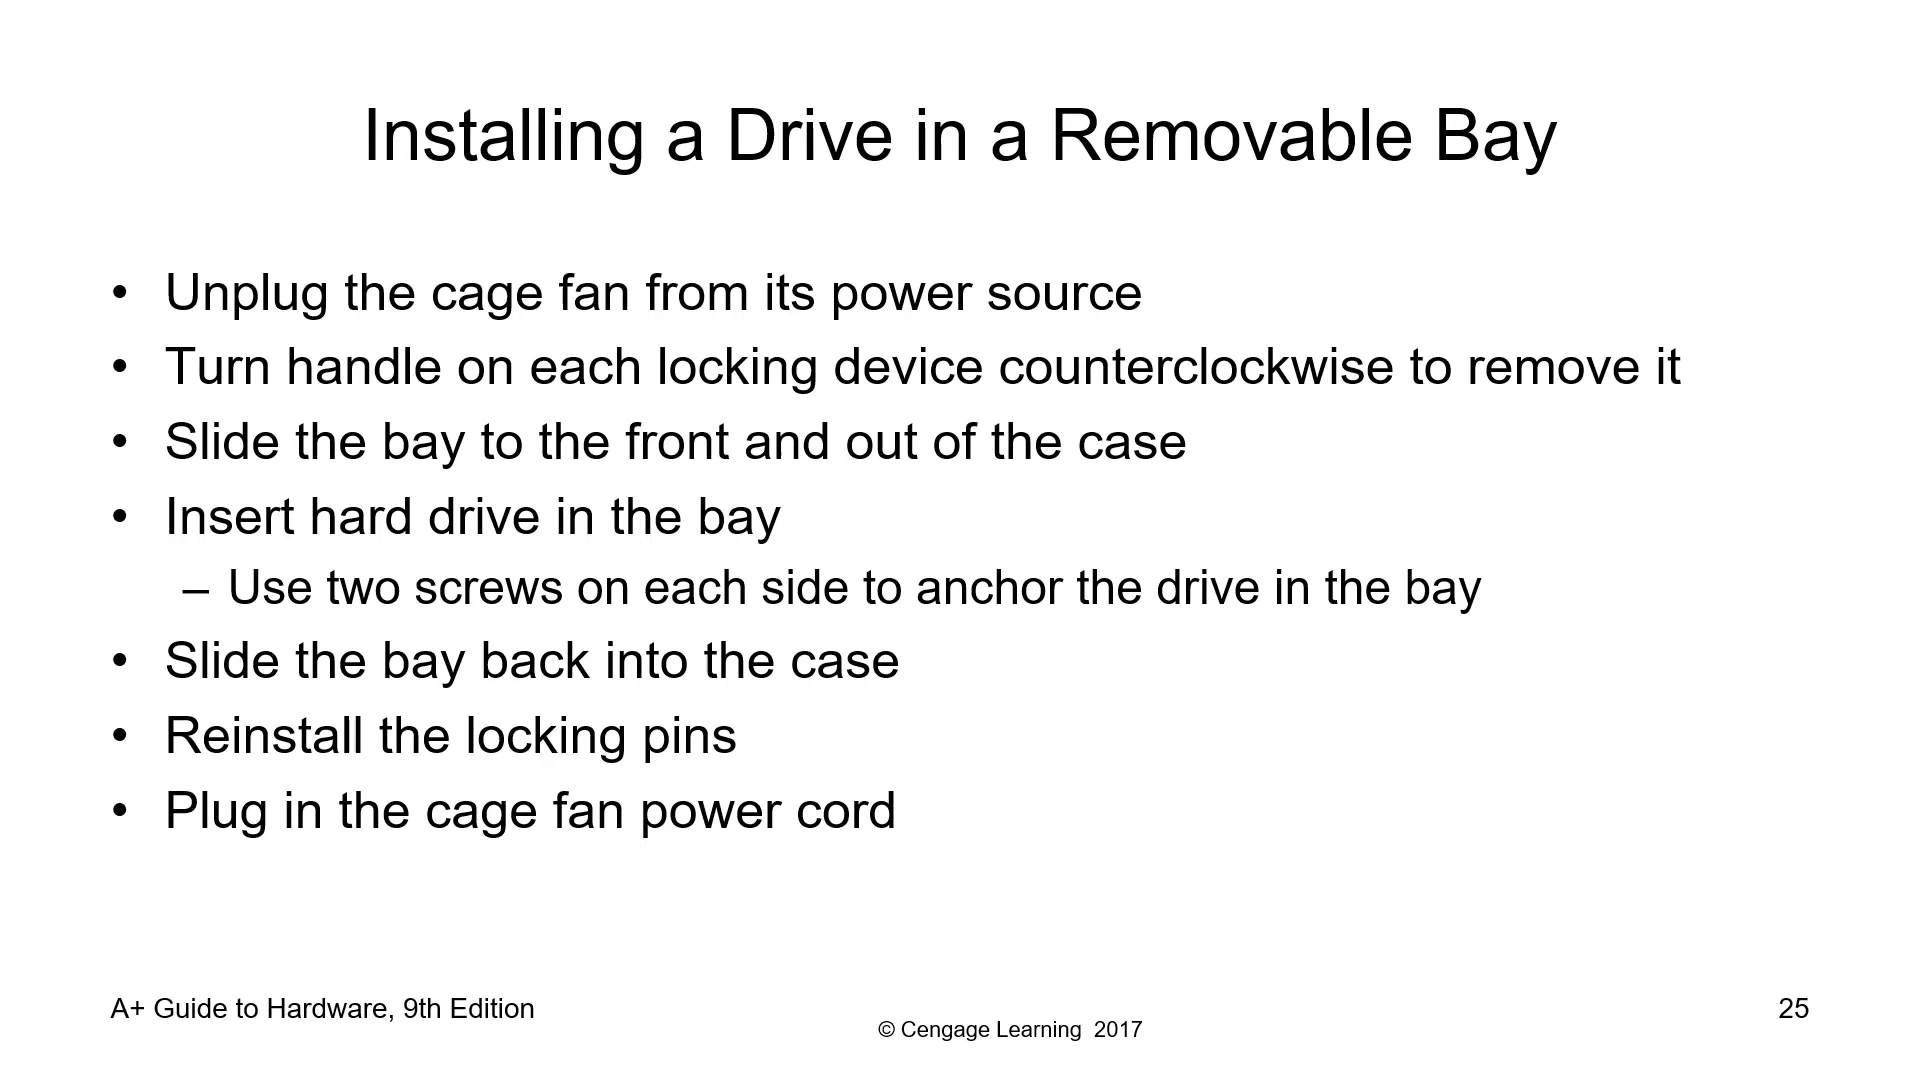 Installing a Drive in a Removable Bay
• Unplug the cage fan from its power source
• Turn handle on each locking device counterclockwise to remove it
• Slide the bay to the front and out of the case
• Insert hard drive in the bay
– Use two screws on each side to anchor the drive in the bay
• Slide the bay back into the case
• Reinstall the locking pins
• Plug in the cage fan power cord
A+ Guide to Hardware, 9th Edition
© Cengage Learning 2017
25